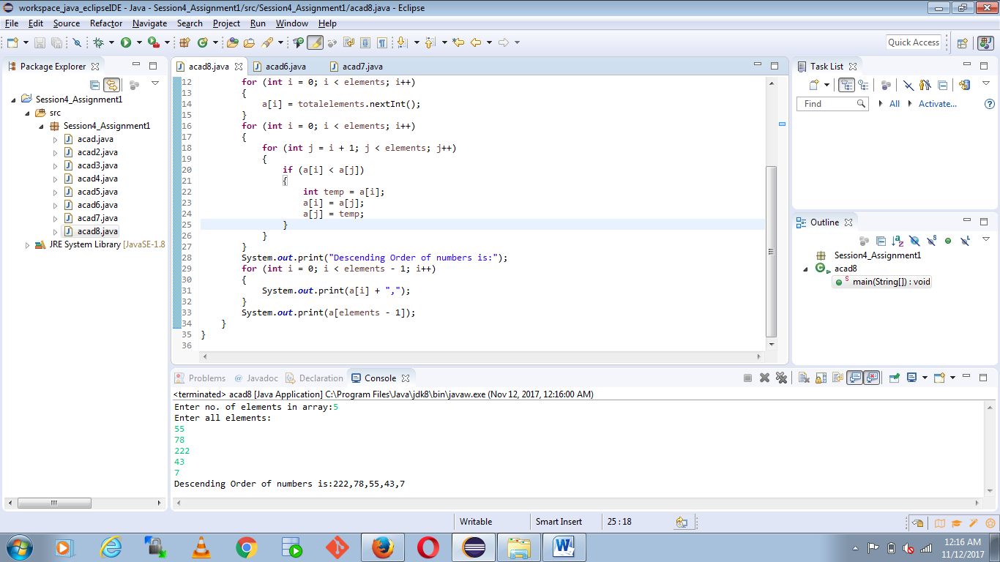 workspace_java_eclipseIDE - Java - Session4_Assignment1/src/Session4_Assignment1/acad8.java - Eclipse
File Edit Source Refactor Navigate Search Project Run Window Help
Quick Access
Package Explorer
Session4_Assignment1
src
Session4_Assignment1
acad.java
acad2.java
acad3.java
acad4.java
acad5.java
acad6.java
acad7.java
acad8.java
JRE System Library [JavaSE-1.8
acad8.java acad6.java acad7.java
12 for (int i = 0; i < elements; i++)
13 {
14 a[i] = totalelements.nextInt();
15 }
16 for (int i = 0; i < elements; i++)
17 {
18 for (int j = i + 1; j < elements; j++)
19 {
20 if (a[i] < a[j])
21 {
22 int temp = a[i];
23 a[i] = a[j];
24 a[j] = temp;
25 }
26 }
27 }
28 System.out.print("Descending Order of numbers is:");
29 for (int i = 0; i < elements - 1; i++)
30 {
31 System.out.print(a[i] + ",");
32 }
33 System.out.print(a[elements - 1]);
34 }
35 }
36
Task List
Find All Activate...
Outline
Session4_Assignment1
acad8
main(String[]) : void
Problems @ Javadoc Declaration Console
<terminated> acad8 [Java Application] C:\Program Files\Java\jdk8\bin\javaw.exe (Nov 12, 2017, 12:16:00 AM)
Enter no. of elements in array:5
Enter all elements:
55
78
222
43
7
Descending Order of numbers is:222,78,55,43,7
Writable Smart Insert 25 : 18
12:16 AM
11/12/2017